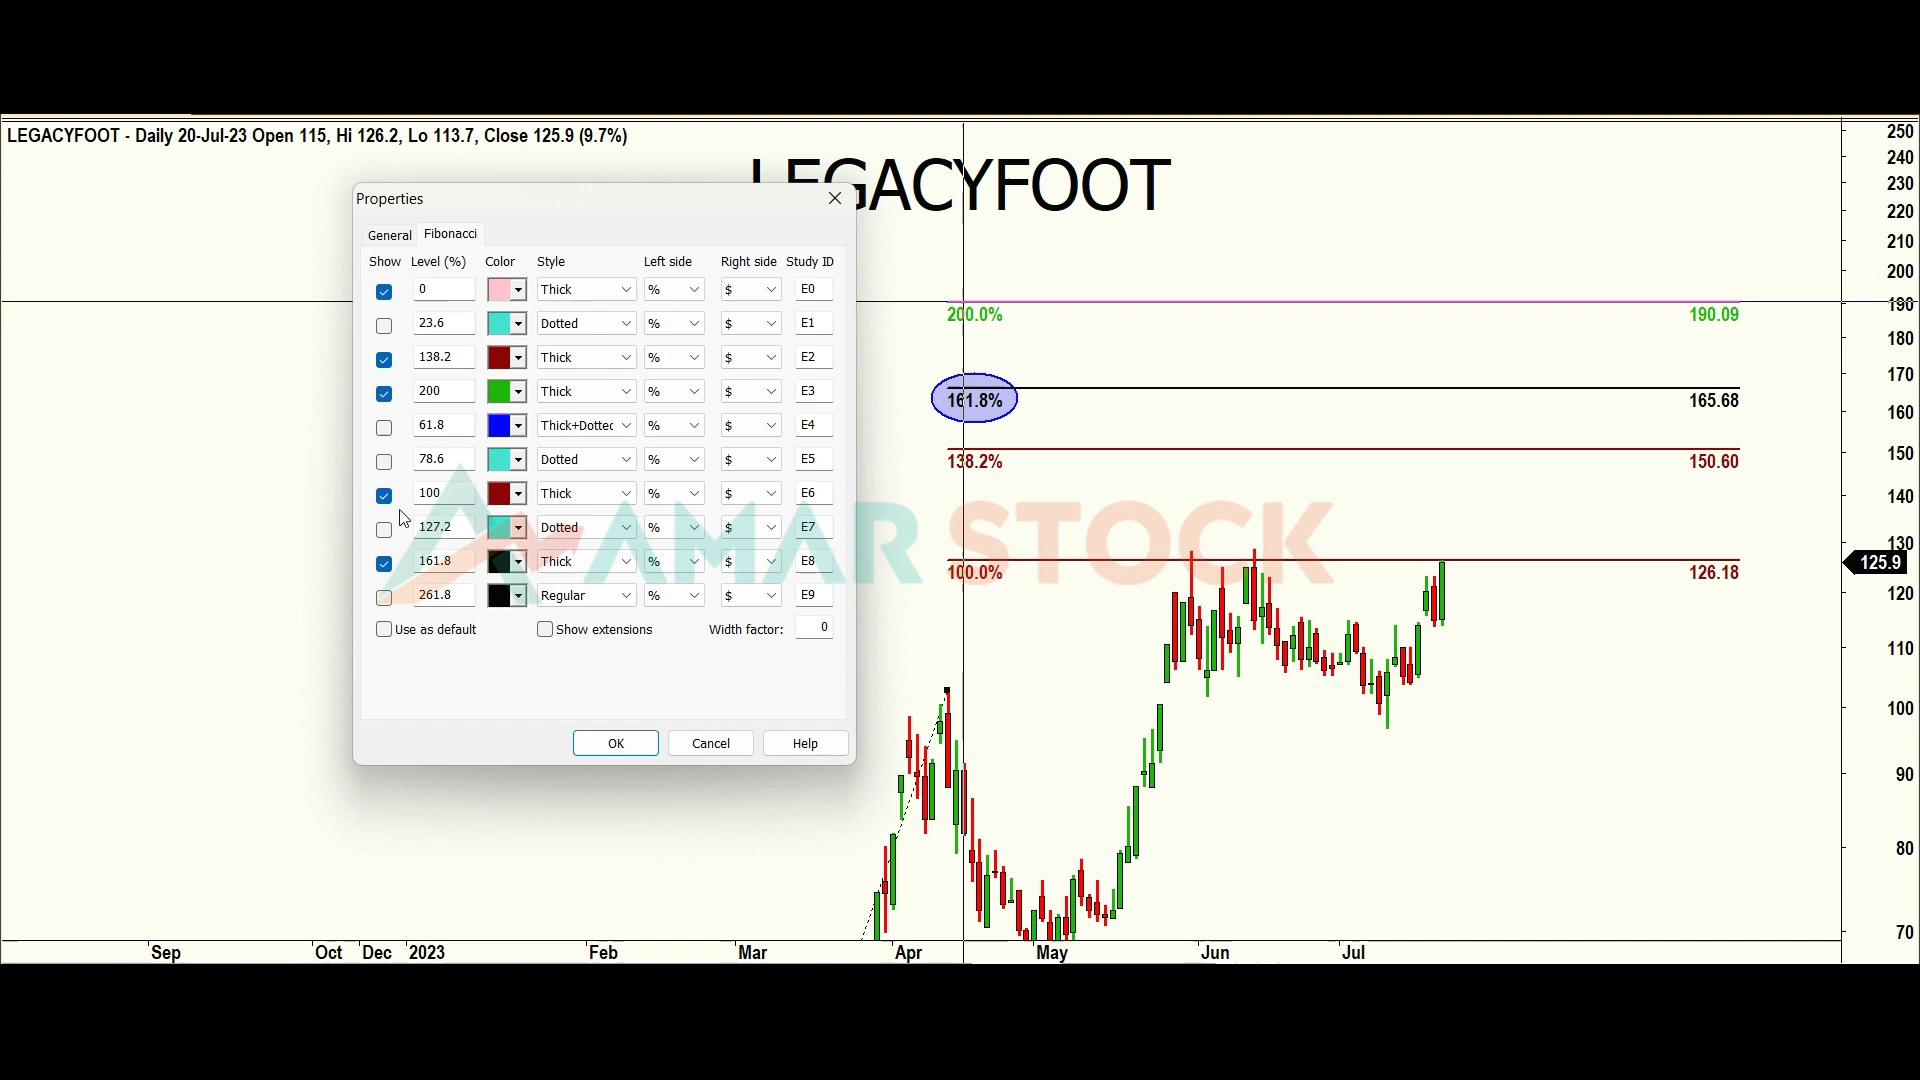 LEGACYFOOT - Daily 20-Jul-23 Open 115, Hi 126.2, Lo 113.7, Close 125.9 (9.7%)
LEGACYFOOT
Properties
General Fibonacci
Show Level (%) Color Style Left side Right side Study ID
0 Thick % $ E0
23.6 Dotted % $ E1
138.2 Thick % $ E2
200 Thick % $ E3
61.8 Thick+Dotted % $ E4
78.6 Dotted % $ E5
100 Thick % $ E6
127.2 Dotted % $ E7
161.8 Thick % $ E8
261.8 Regular % $ E9
Use as default Show extensions Width factor: 0
OK Cancel Help
AMAR STOCK
200.0% 190.09
161.8% 165.68
138.2% 150.60
100.0% 126.18
250
240
230
220
210
200
190
180
170
160
150
140
130
125.9
120
110
100
90
80
70
Sep Oct Dec 2023 Feb Mar Apr May Jun Jul